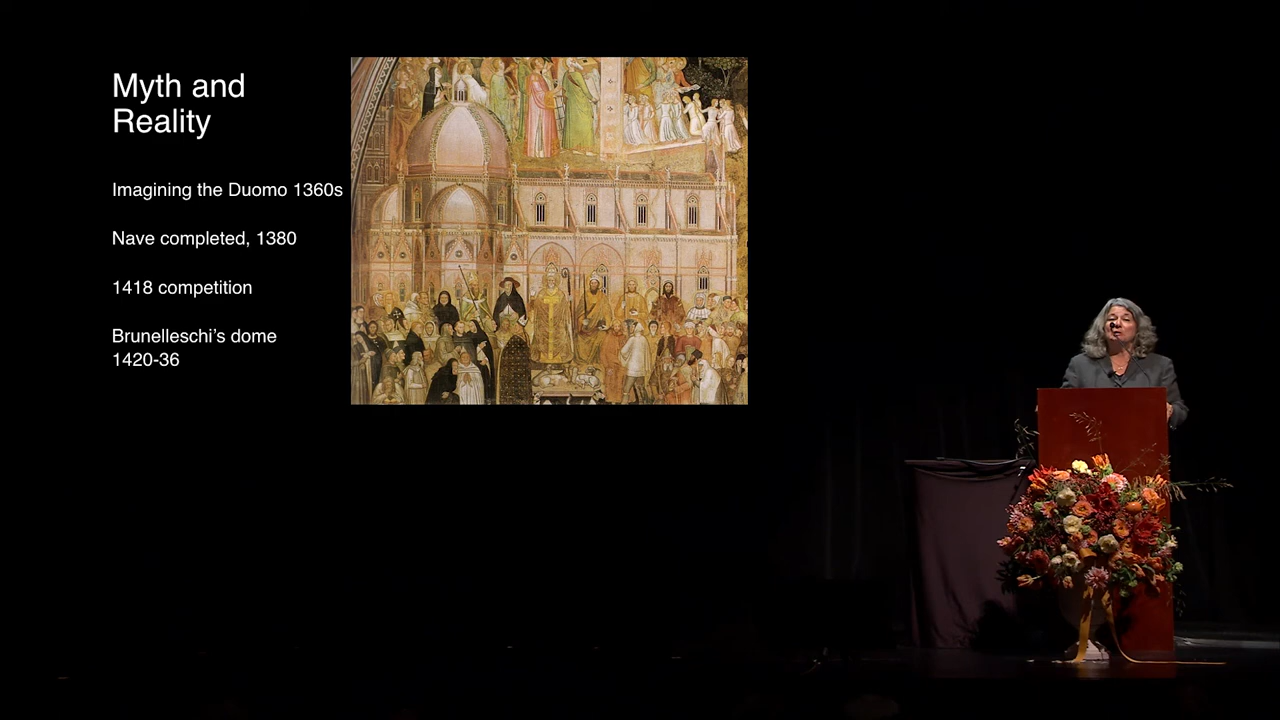 Myth and
Reality
Imagining the Duomo 1360s
Nave completed, 1380
1418 competition
Brunelleschi's dome
1420-36